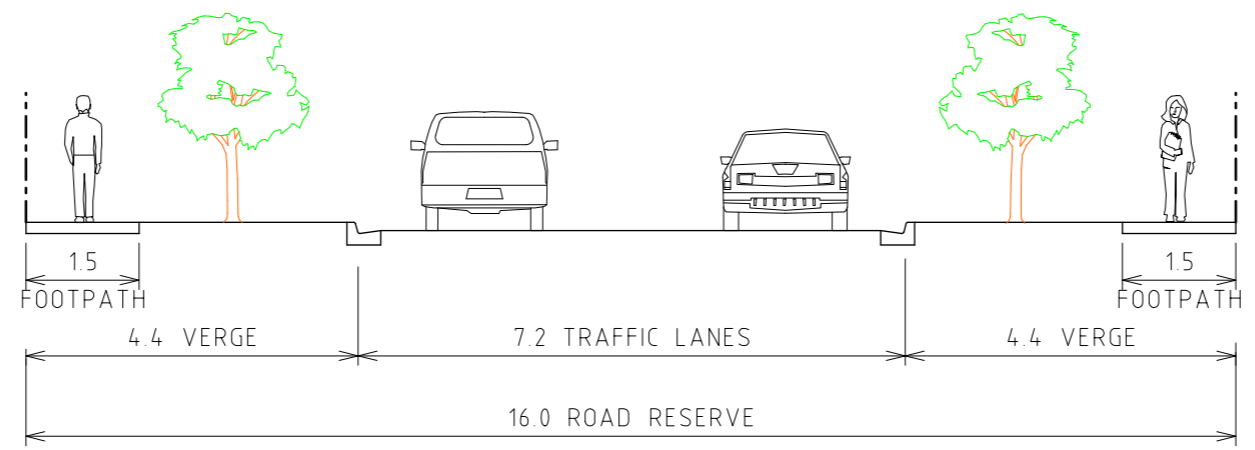 1.5
FOOTPATH
1.5
FOOTPATH
4.4 VERGE
7.2 TRAFFIC LANES
4.4 VERGE
16.0 ROAD RESERVE